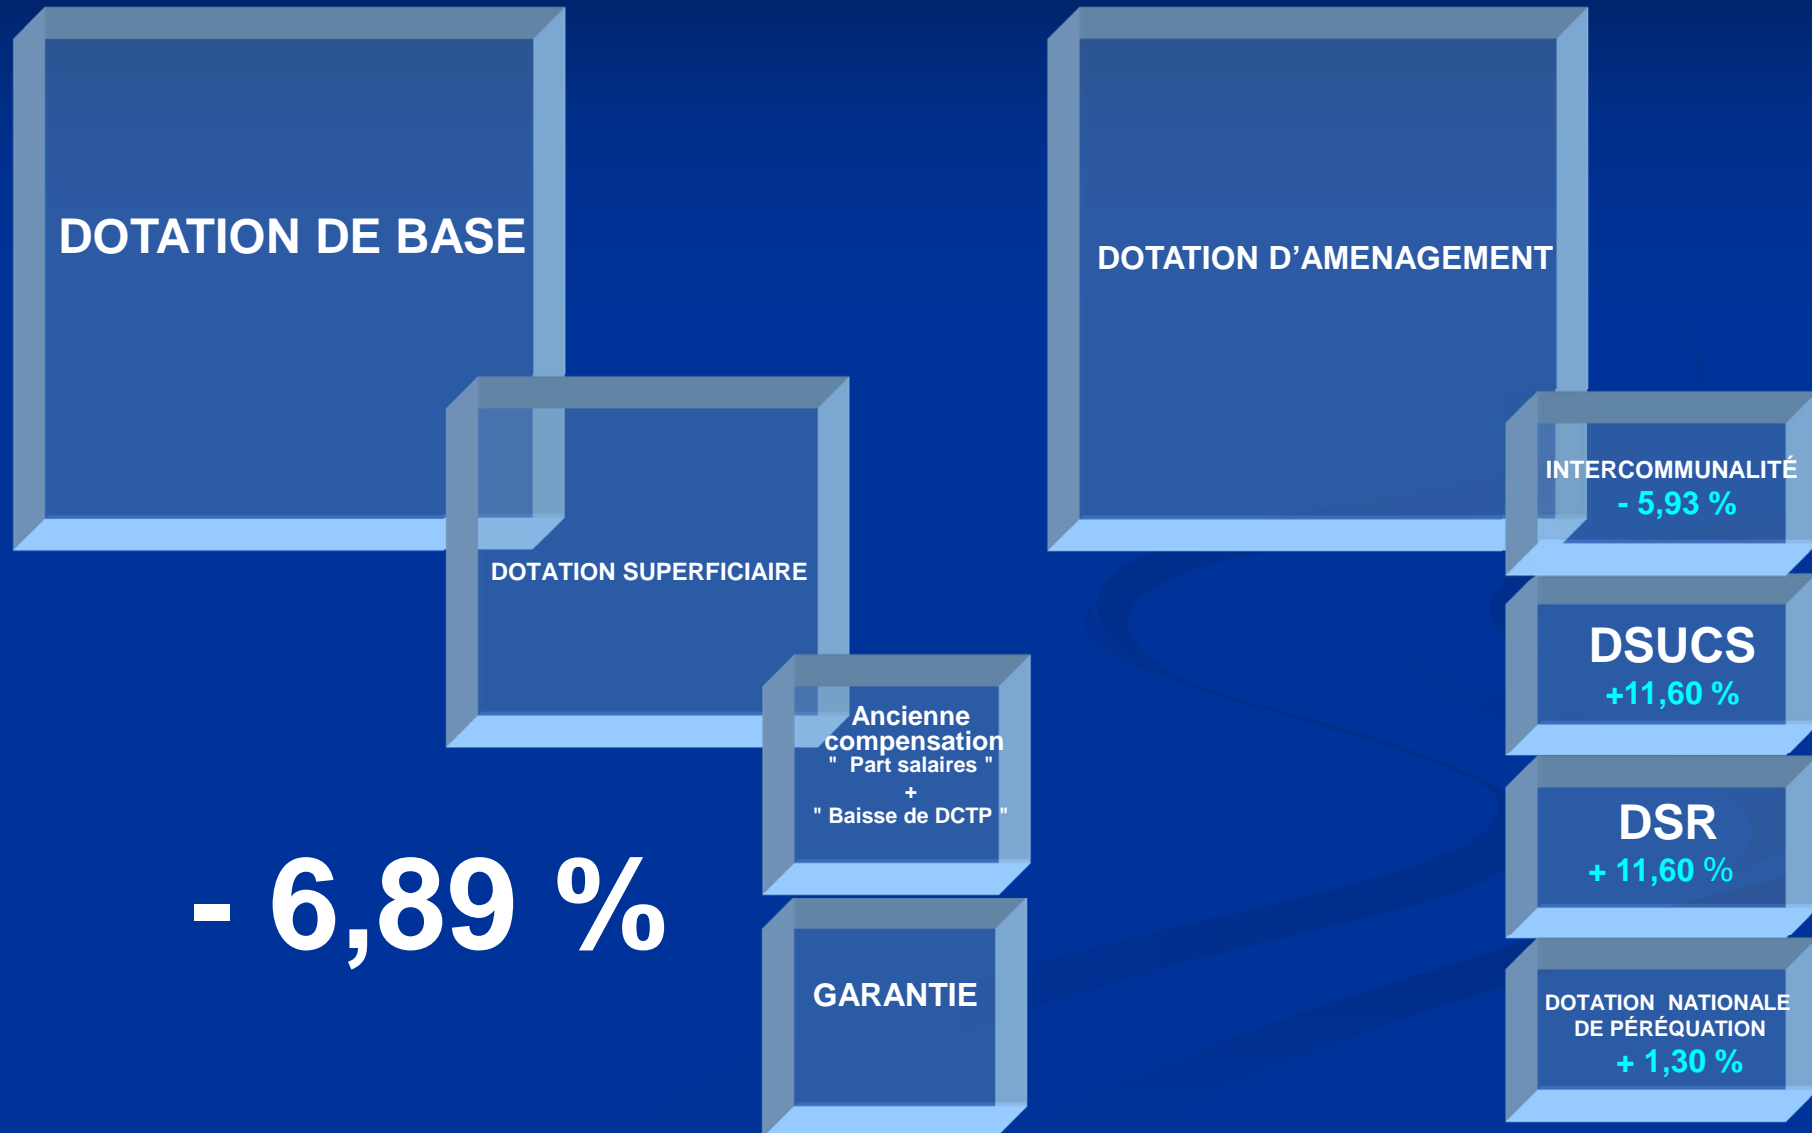 DOTATION DE BASE
DOTATION SUPERFICIAIRE
Ancienne
compensation
" Part salaires "
+
" Baisse de DCTP "
GARANTIE
- 6,89 %
DOTATION D’AMENAGEMENT
INTERCOMMUNALITÉ
- 5,93 %
DSUCS
+11,60 %
DSR
+ 11,60 %
DOTATION NATIONALE
DE PÉRÉQUATION
+ 1,30 %